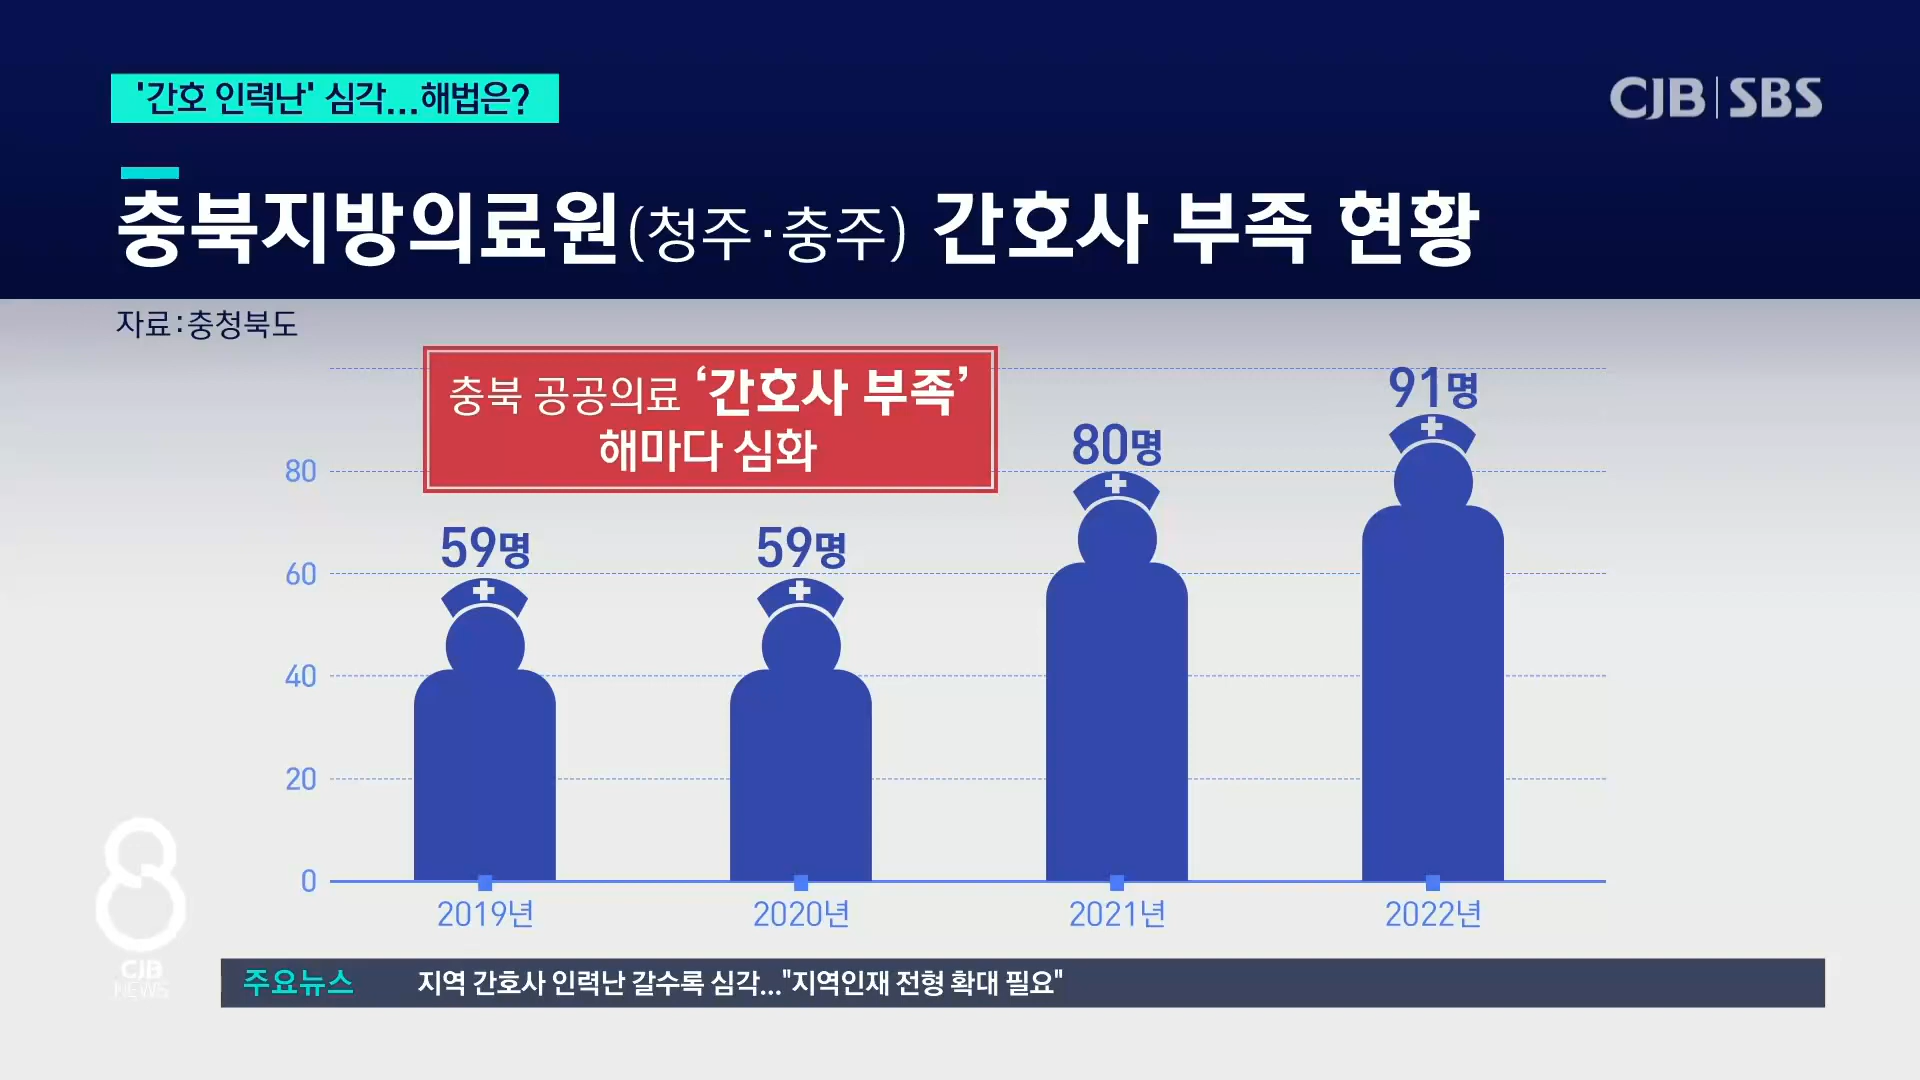 '간호 인력난' 심각...해법은?
CJB SBS
충북지방의료원(청주·충주) 간호사 부족 현황
자료:충청북도
충북 공공의료 '간호사 부족'
해마다 심화
80
60
40
20
0
59명
59명
80명
91명
2019년
2020년
2021년
2022년
8
CJB
NEWS
주요뉴스 지역 간호사 인력난 갈수록 심각..."지역인재 전형 확대 필요"